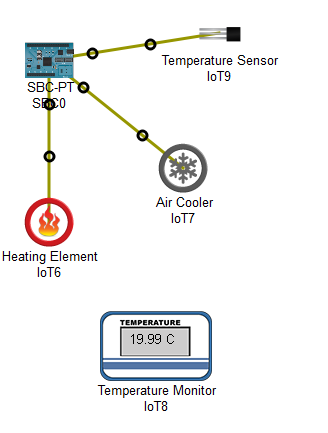 Temperature Sensor
IoT9
SBC-PT
SBC0
Air Cooler
IoT7
Heating Element
IoT6
TEMPERATURE
19.99 C
Temperature Monitor
IoT8